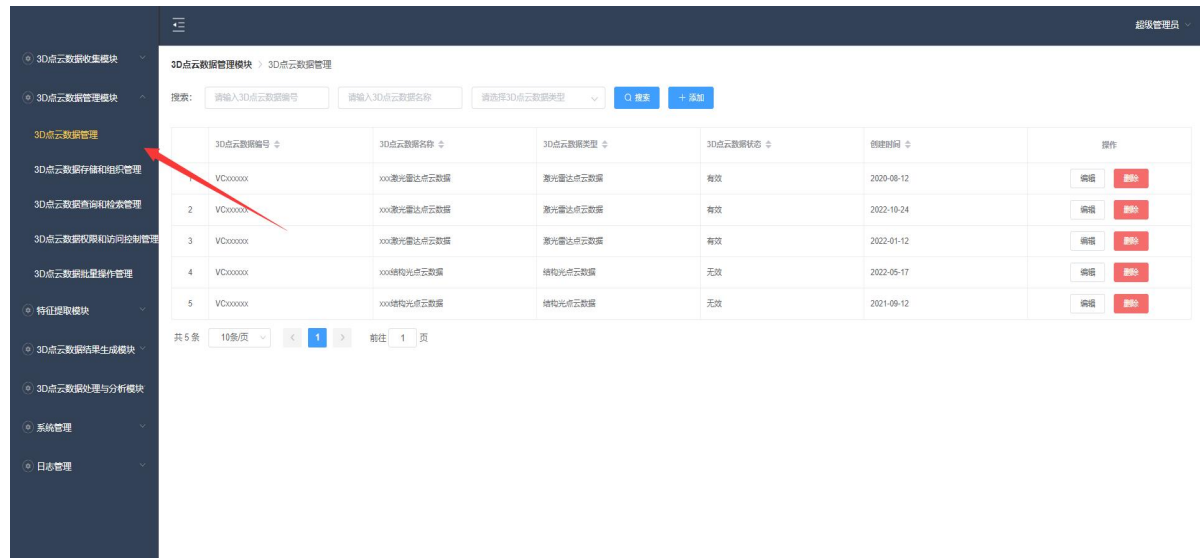 超级管理员
3D点云数据收集模块
3D点云数据管理模块
3D点云数据管理
3D点云数据存储和组织管理
3D点云数据查询和检索管理
3D点云数据权限和访问控制管理
3D点云数据批量操作管理
特征提取模块
3D点云数据结果生成模块
3D点云数据处理与分析模块
系统管理
日志管理
3D点云数据管理模块 > 3D点云数据管理
搜索: 请输入3D点云数据编号 请输入3D点云数据名称 请选择3D点云数据类型 搜索 + 添加
3D点云数据编号 3D点云数据名称 3D点云数据类型 3D点云数据状态 创建时间 操作
1 VCxxxxxx xxx激光雷达点云数据 激光雷达点云数据 有效 2020-08-12 编辑 删除
2 VCxxxxxx xxx激光雷达点云数据 激光雷达点云数据 有效 2022-10-24 编辑 删除
3 VCxxxxxx xxx激光雷达点云数据 激光雷达点云数据 有效 2022-01-12 编辑 删除
4 VCxxxxxx xxx结构光点云数据 结构光点云数据 无效 2022-05-17 编辑 删除
5 VCxxxxxx xxx结构光点云数据 结构光点云数据 无效 2021-09-12 编辑 删除
共 5 条 10条/页 < 1 > 前往 1 页